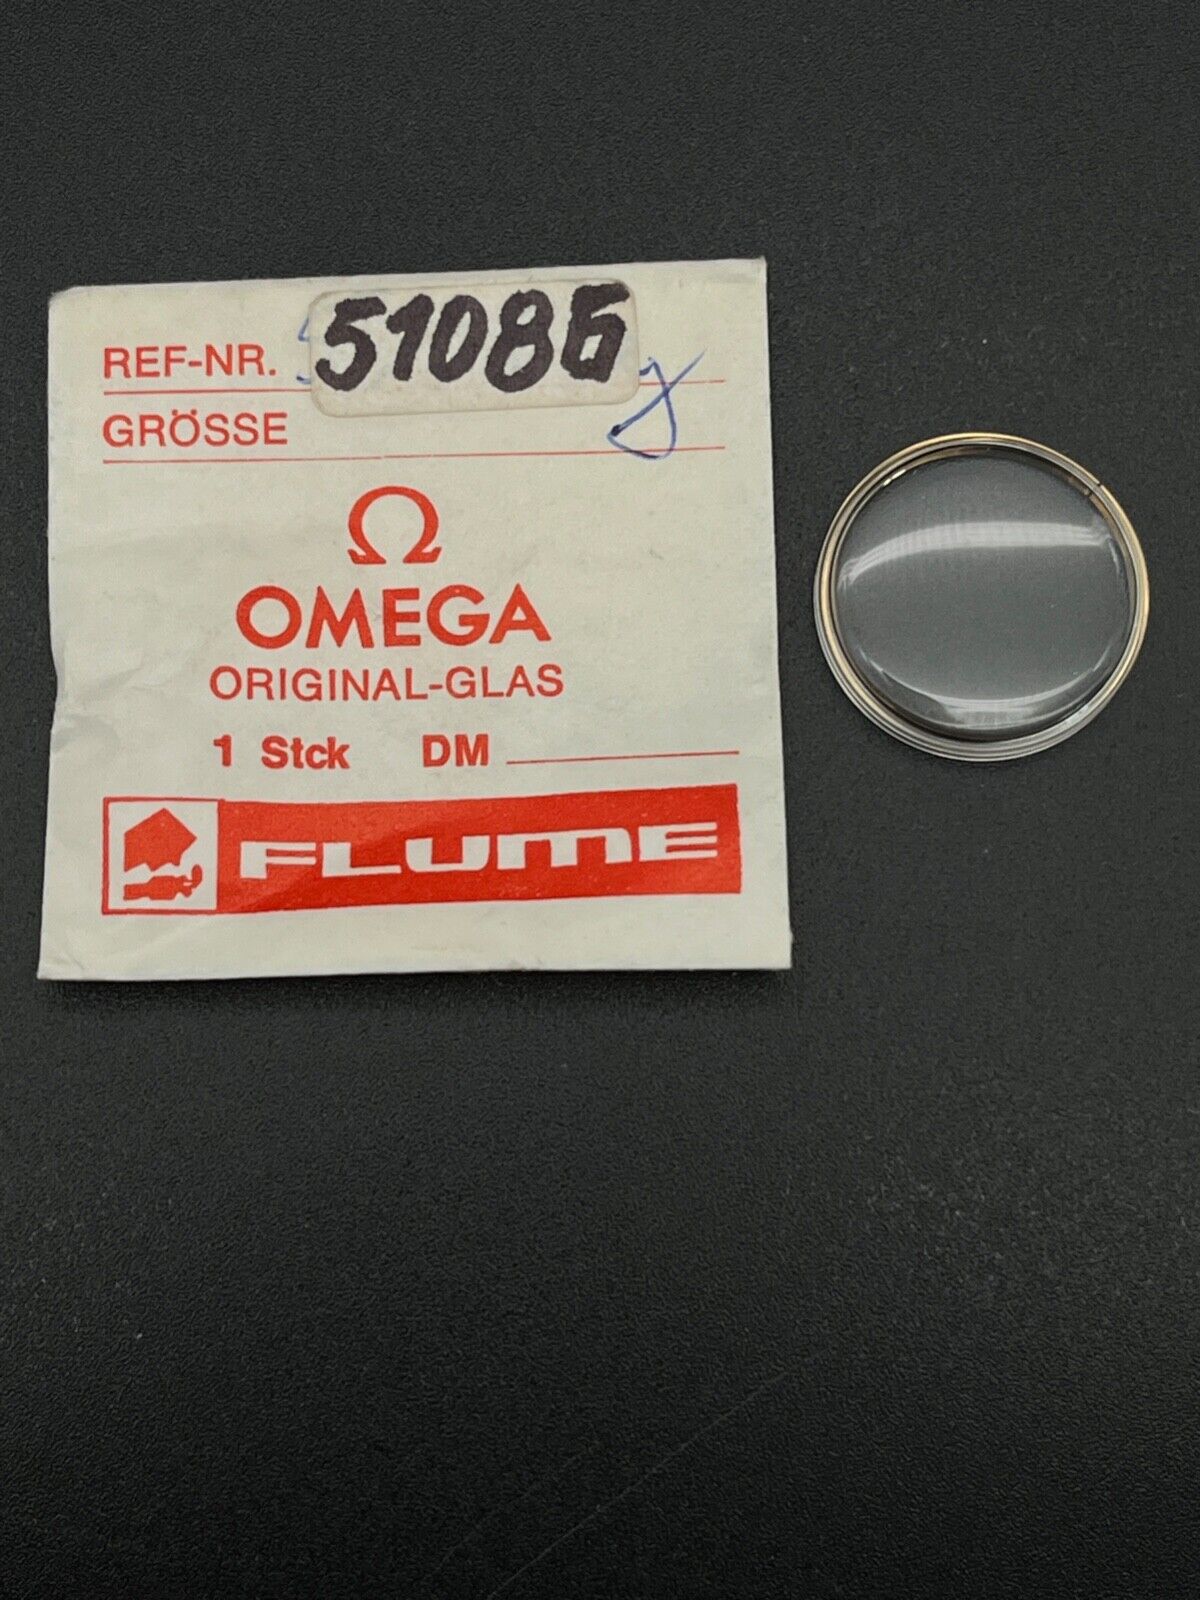 REF-NR. 51086
GRÖSSE
Ω
OMEGA
ORIGINAL-GLAS
1 Stck DM
FLUME